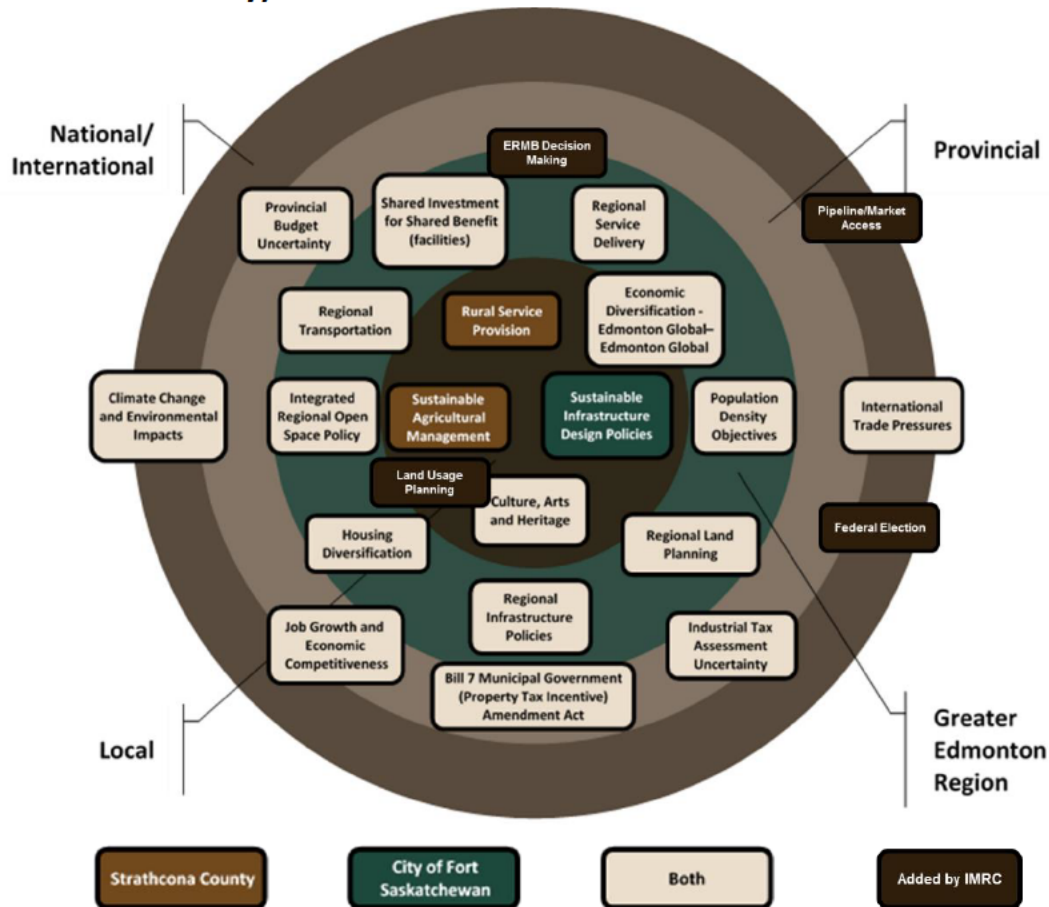 National/
International
Provincial
ERMB Decision
Making
Provincial
Budget
Uncertainty
Shared Investment
for Shared Benefit
(facilities)
Regional
Service
Delivery
Pipeline/Market
Access
Regional
Transportation
Rural Service
Provision
Economic
Diversification -
Edmonton Global–
Edmonton Global
Climate Change
and Environmental
Impacts
Integrated
Regional Open
Space Policy
Sustainable
Agricultural
Management
Sustainable
Infrastructure
Design Policies
Population
Density
Objectives
International
Trade Pressures
Land Usage
Planning
Culture, Arts
and Heritage
Federal Election
Housing
Diversification
Regional Land
Planning
Regional
Infrastructure
Policies
Job Growth and
Economic
Competitiveness
Industrial Tax
Assessment
Uncertainty
Bill 7 Municipal Government
(Property Tax Incentive)
Amendment Act
Local
Greater
Edmonton
Region
Strathcona County
City of Fort
Saskatchewan
Both
Added by IMRC